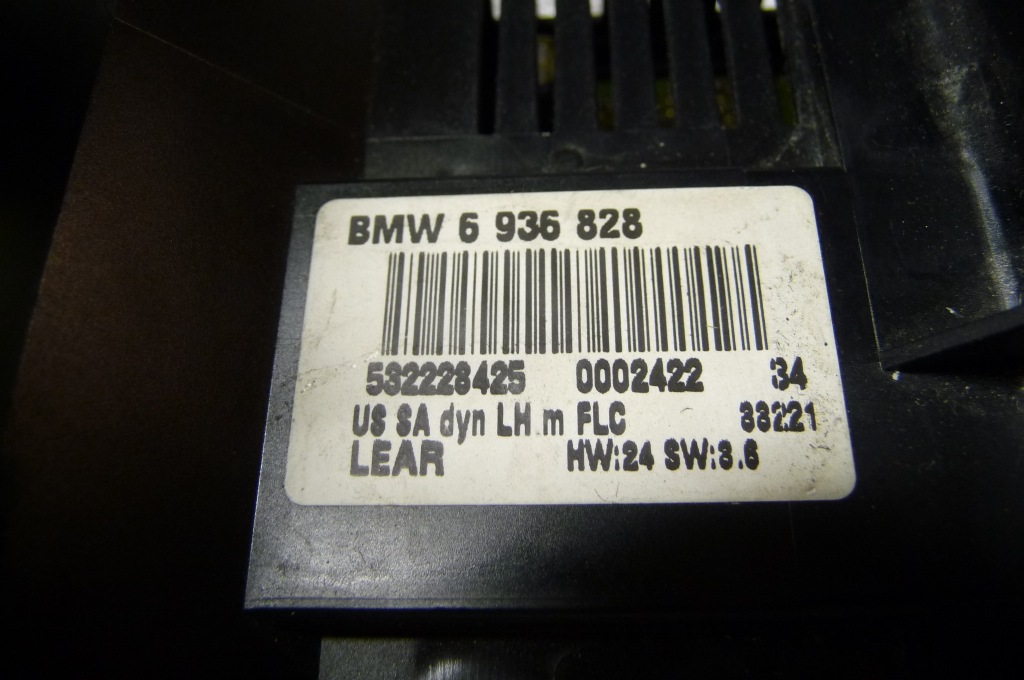 BMW 6 936 828
532228425 0002422 34
US SA dyn LH m FLC 33221
LEAR HW:24 SW:3.6